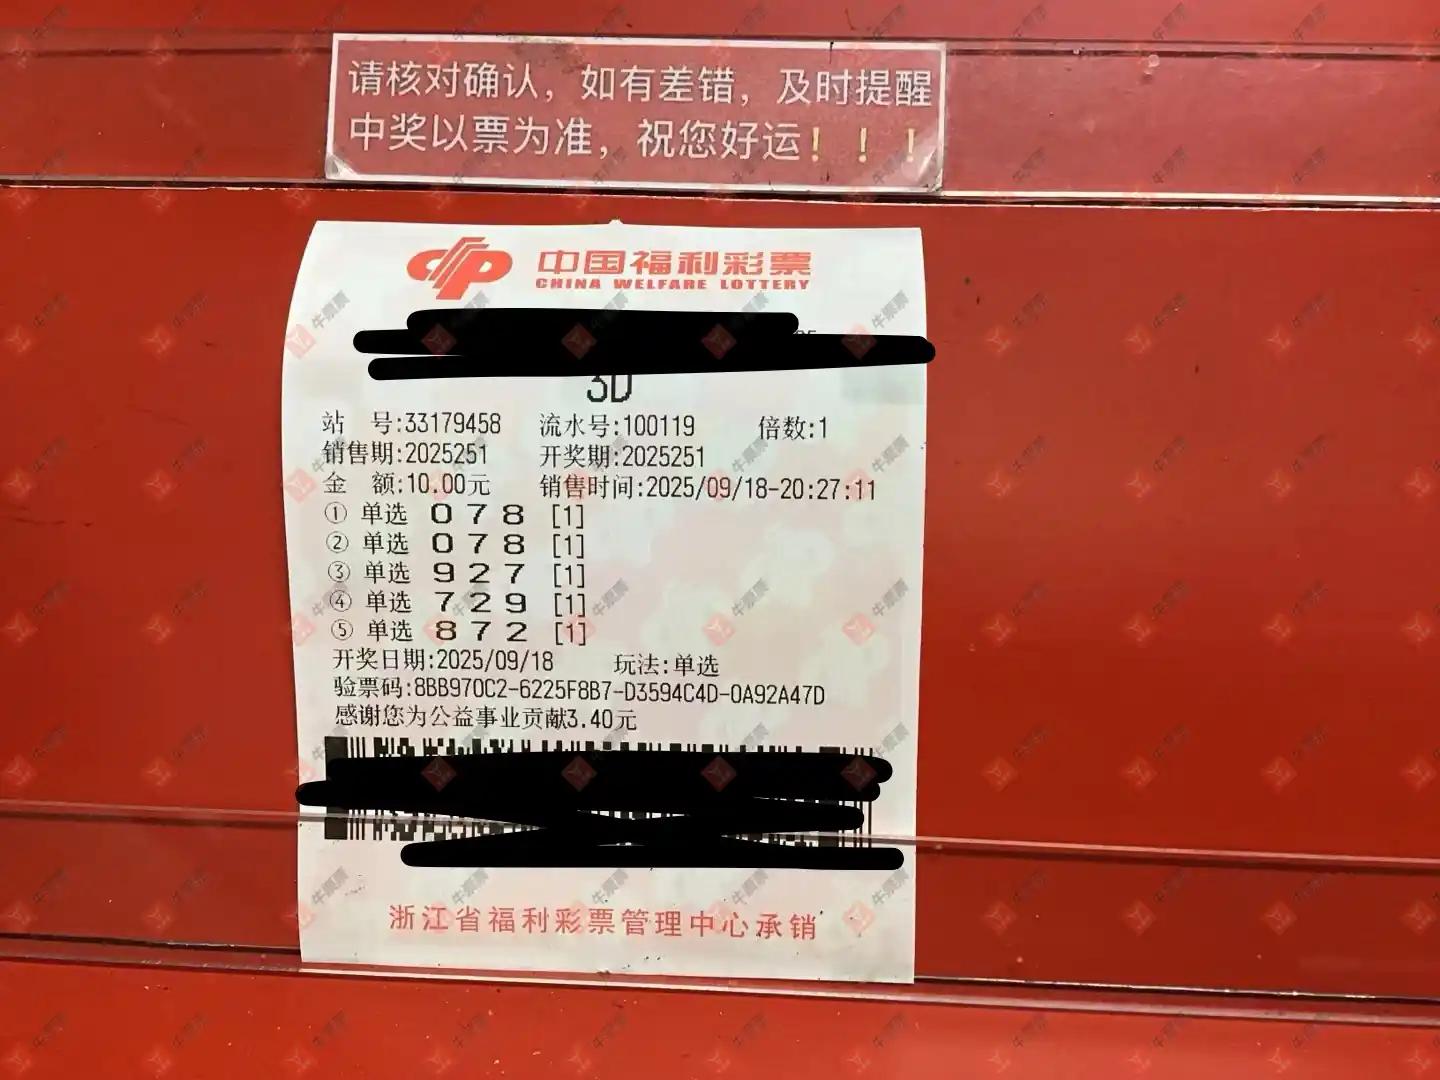 请核对确认，如有差错，及时提醒
中奖以票为准，祝您好运！！！
中国福利彩票
CHINA WELFARE LOTTERY
3D
站 号:33179458 流水号:100119 倍数:1
销售期:2025251 开奖期:2025251
金 额:10.00元 销售时间:2025/09/18-20:27:11
① 单选 0 7 8 [1]
② 单选 0 7 8 [1]
③ 单选 9 2 7 [1]
④ 单选 7 2 9 [1]
⑤ 单选 8 7 2 [1]
开奖日期:2025/09/18 玩法:单选
验票码:8BB970C2-6225F8B7-D3594C4D-0A92A47D
感谢您为公益事业贡献3.40元
浙江省福利彩票管理中心承销
牛票票